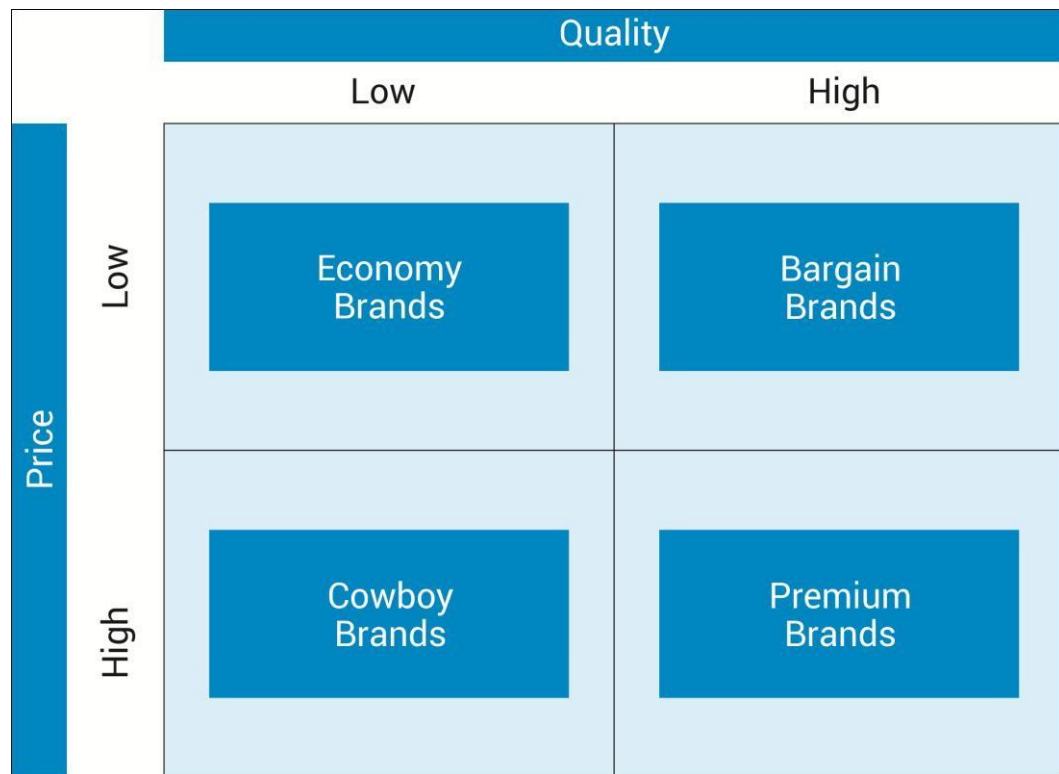 Quality
Low
High
Price
Low
Economy
Brands
Bargain
Brands
High
Cowboy
Brands
Premium
Brands